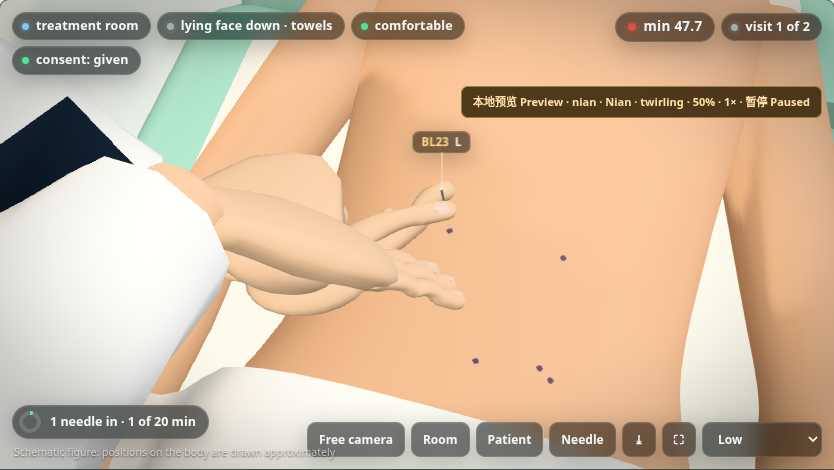 treatment room
lying face down · towels
comfortable
min 47.7
visit 1 of 2
consent: given
本地预览 Preview · nian · Nian · twirling · 50% · 1× · 暂停 Paused
BL23 L
1 needle in · 1 of 20 min
Free camera
Room
Patient
Needle
Low
Schematic figure: positions on the body are drawn approximately